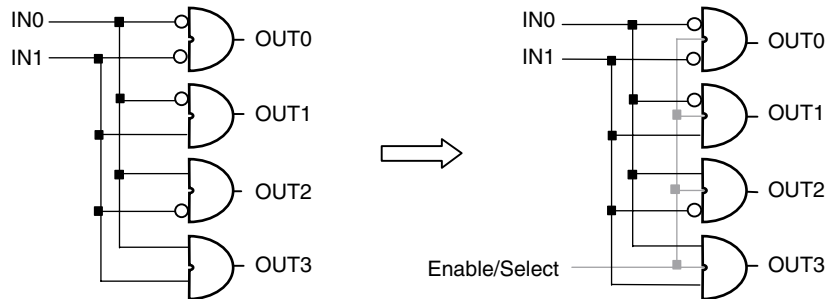 IN0
IN1
OUT0
OUT1
OUT2
OUT3
IN0
IN1
OUT0
OUT1
OUT2
Enable/Select
OUT3